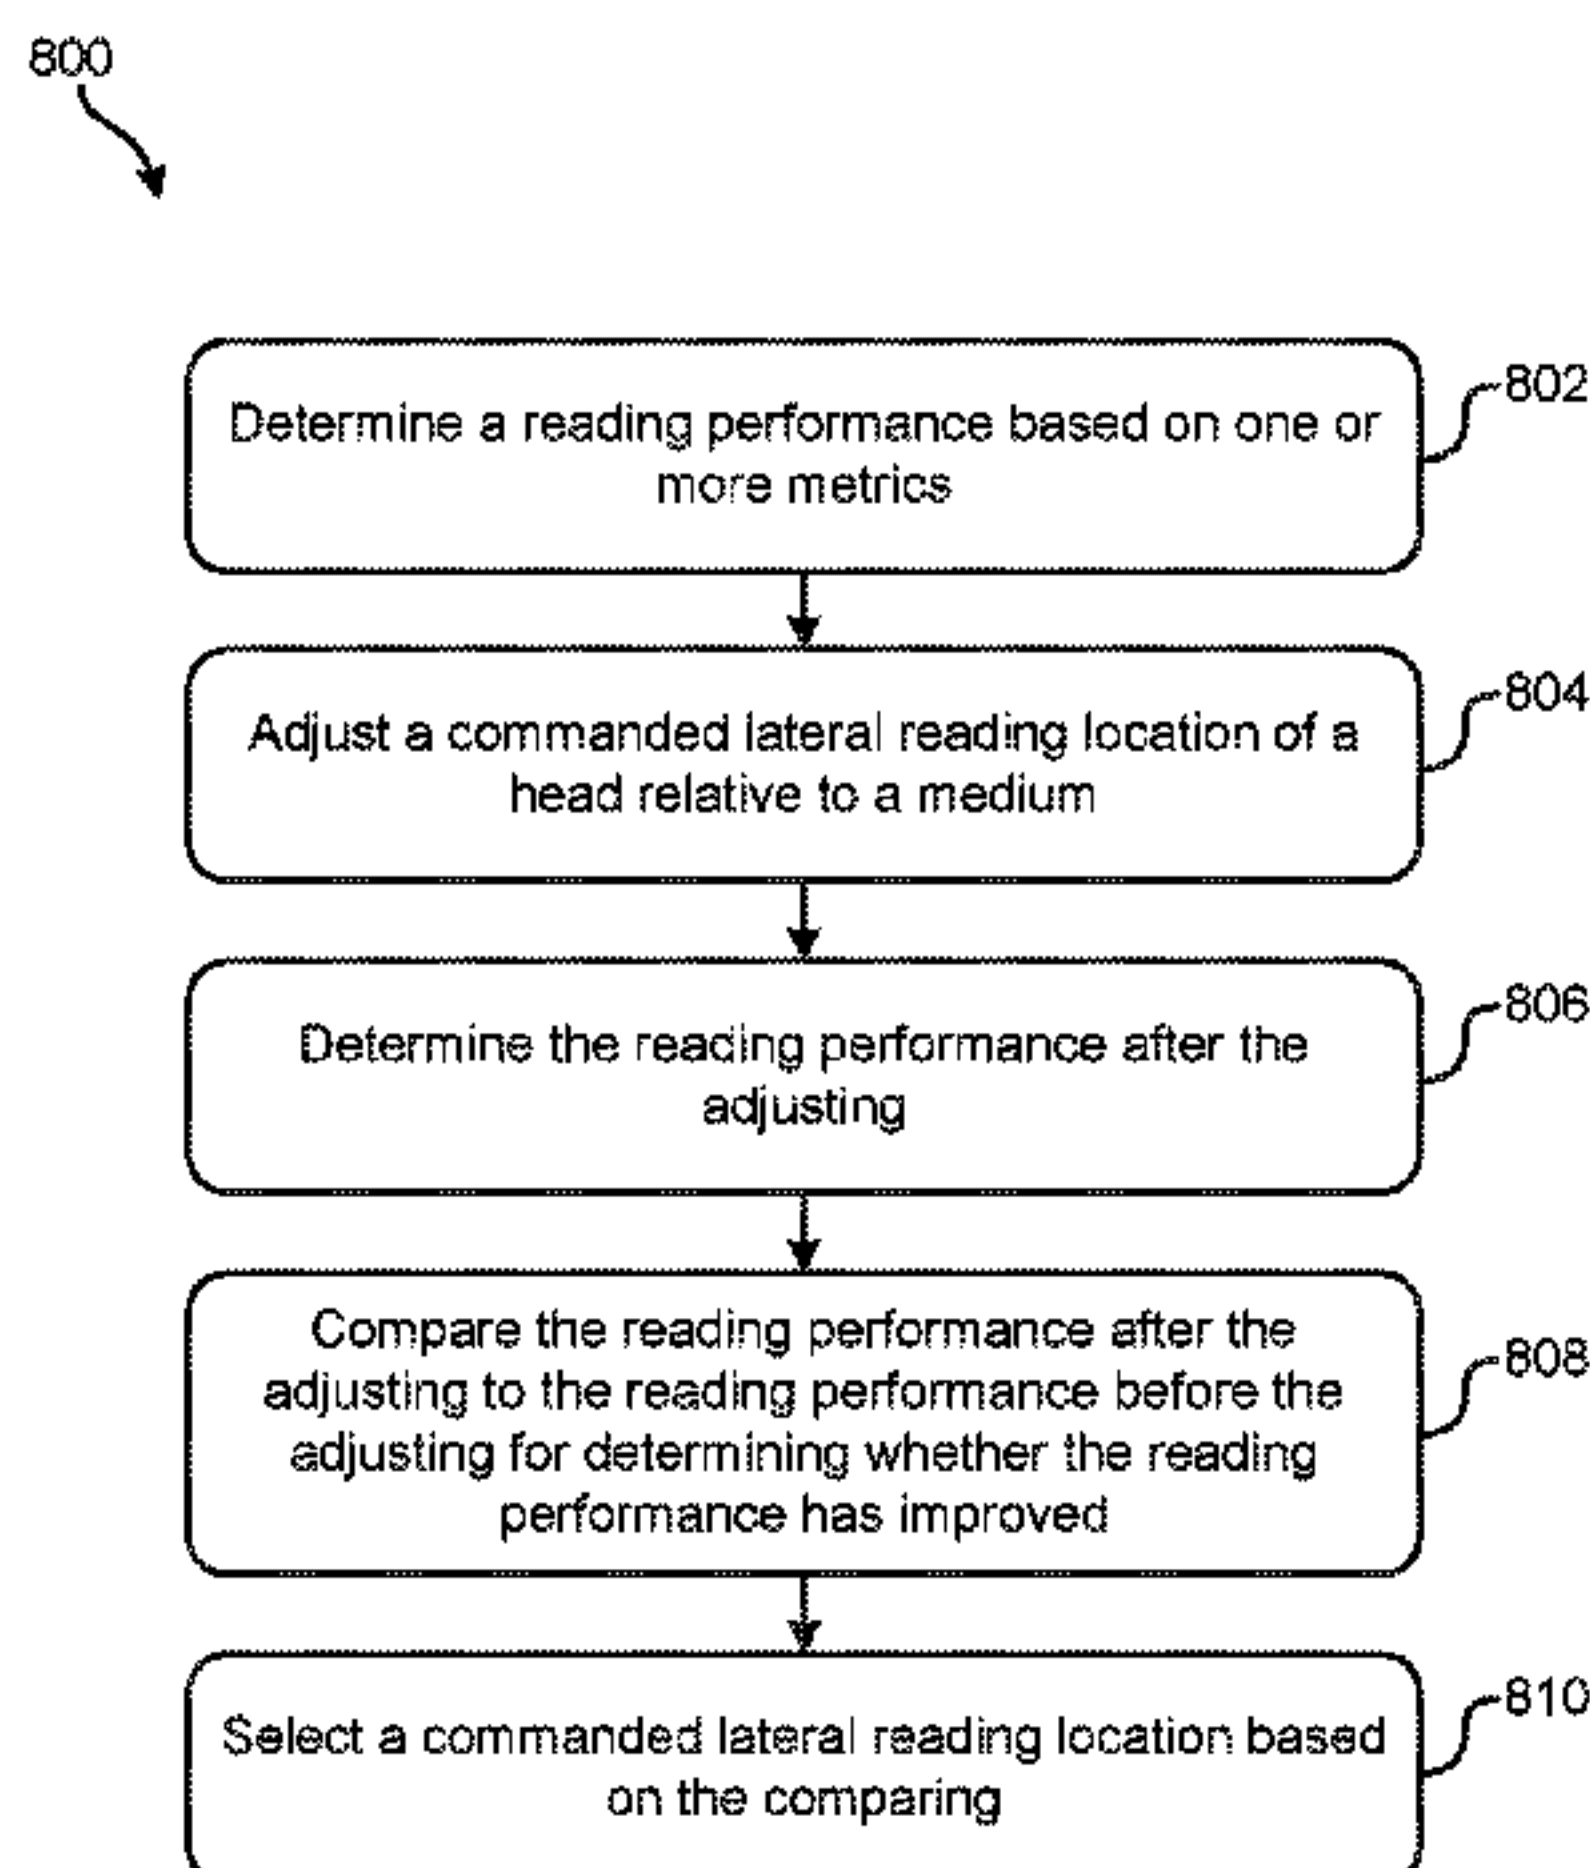 800
Determine a reading performance based on one or
more metrics
802
Adjust a commanded lateral reading location of a
head relative to a medium
804
Determine the reading performance after the
adjusting
806
Compare the reading performance after the
adjusting to the reading performance before the
adjusting for determining whether the reading
performance has improved
808
Select a commanded lateral reading location based
on the comparing
810